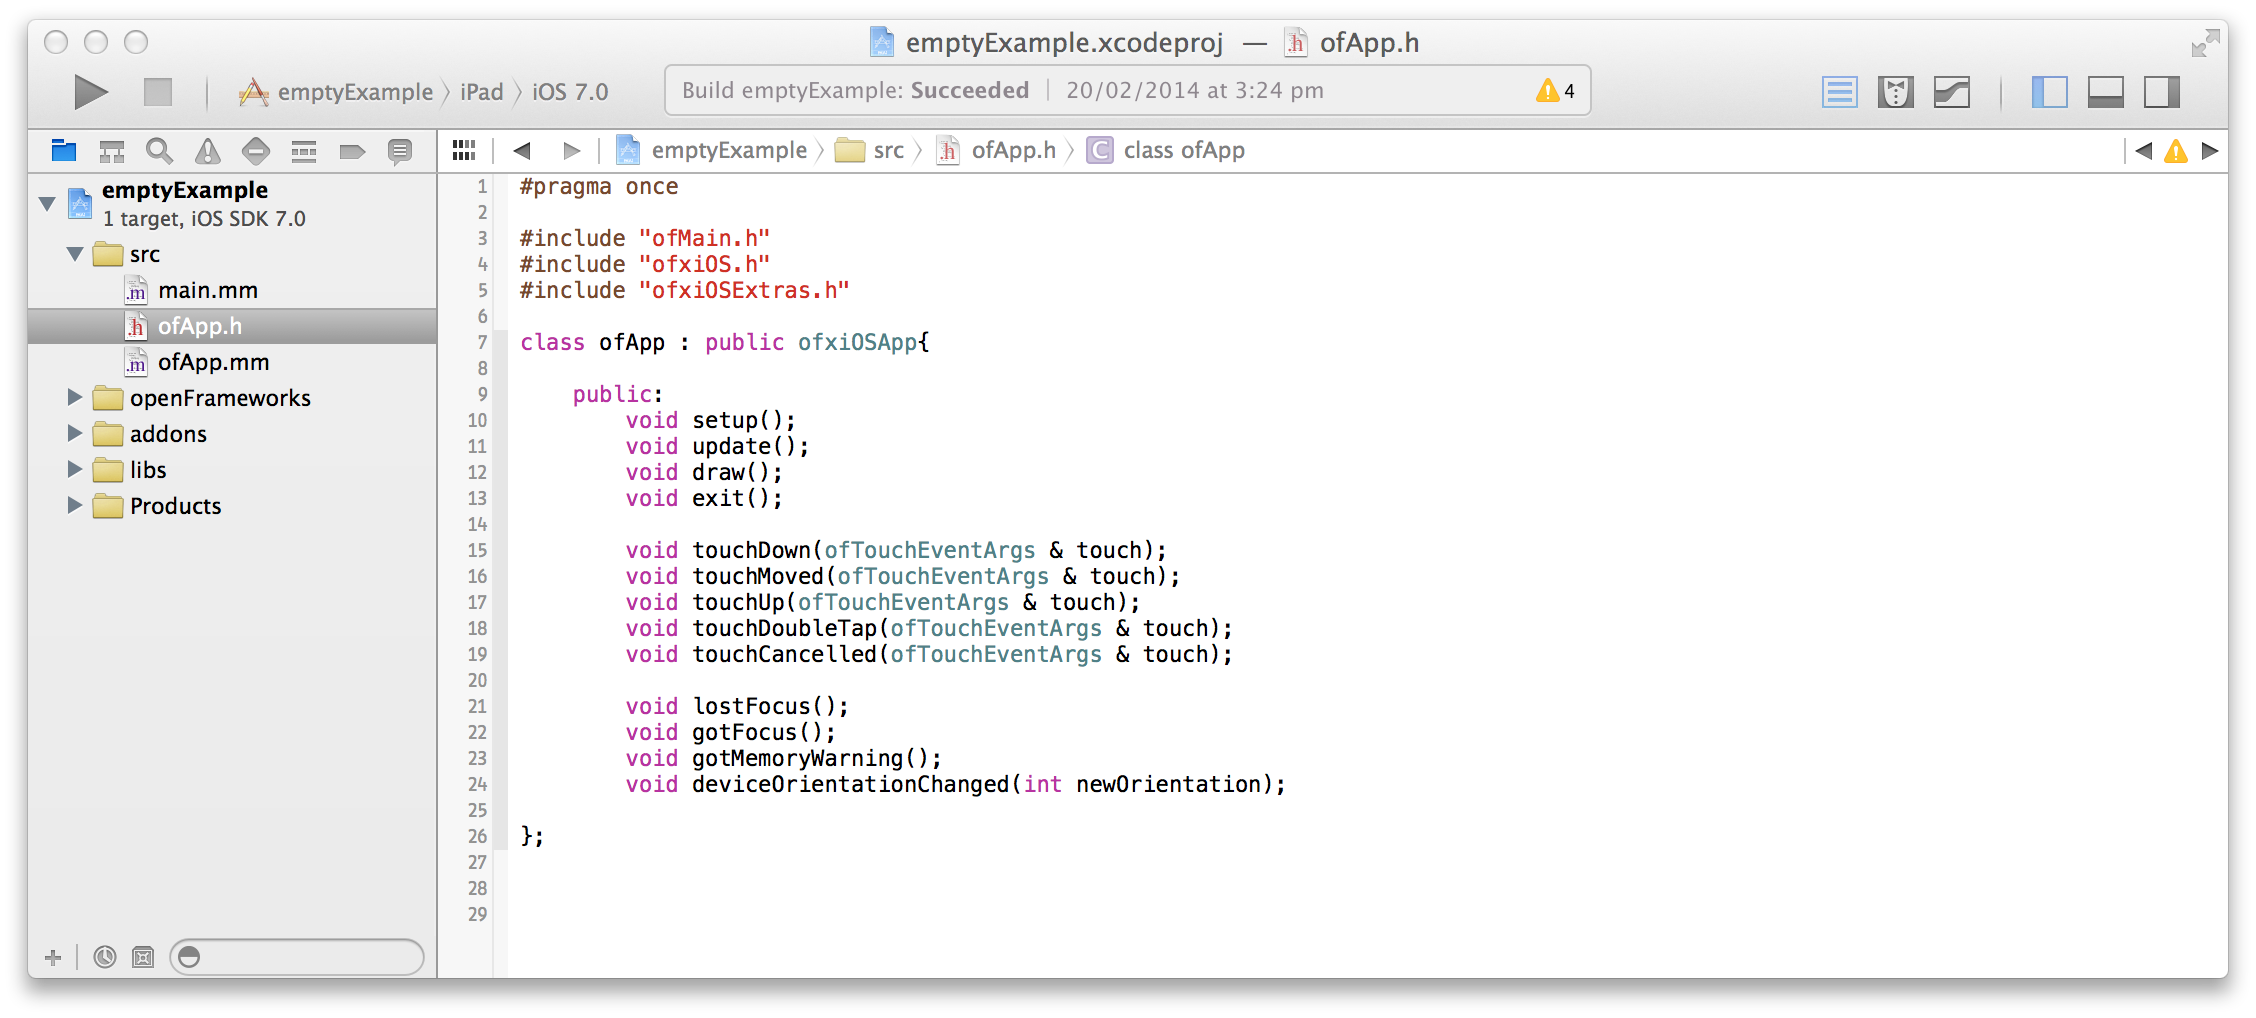 emptyExample.xcodeproj — ofApp.h
emptyExample iPad iOS 7.0
Build emptyExample: Succeeded 20/02/2014 at 3:24 pm 4
emptyExample src ofApp.h C class ofApp
emptyExample
1 target, iOS SDK 7.0
src
main.mm
ofApp.h
ofApp.mm
openFrameworks
addons
libs
Products
1 #pragma once
2
3 #include "ofMain.h"
4 #include "ofxiOS.h"
5 #include "ofxiOSExtras.h"
6
7 class ofApp : public ofxiOSApp{
8
9 public:
10 void setup();
11 void update();
12 void draw();
13 void exit();
14
15 void touchDown(ofTouchEventArgs & touch);
16 void touchMoved(ofTouchEventArgs & touch);
17 void touchUp(ofTouchEventArgs & touch);
18 void touchDoubleTap(ofTouchEventArgs & touch);
19 void touchCancelled(ofTouchEventArgs & touch);
20
21 void lostFocus();
22 void gotFocus();
23 void gotMemoryWarning();
24 void deviceOrientationChanged(int newOrientation);
25
26 };
27
28
29